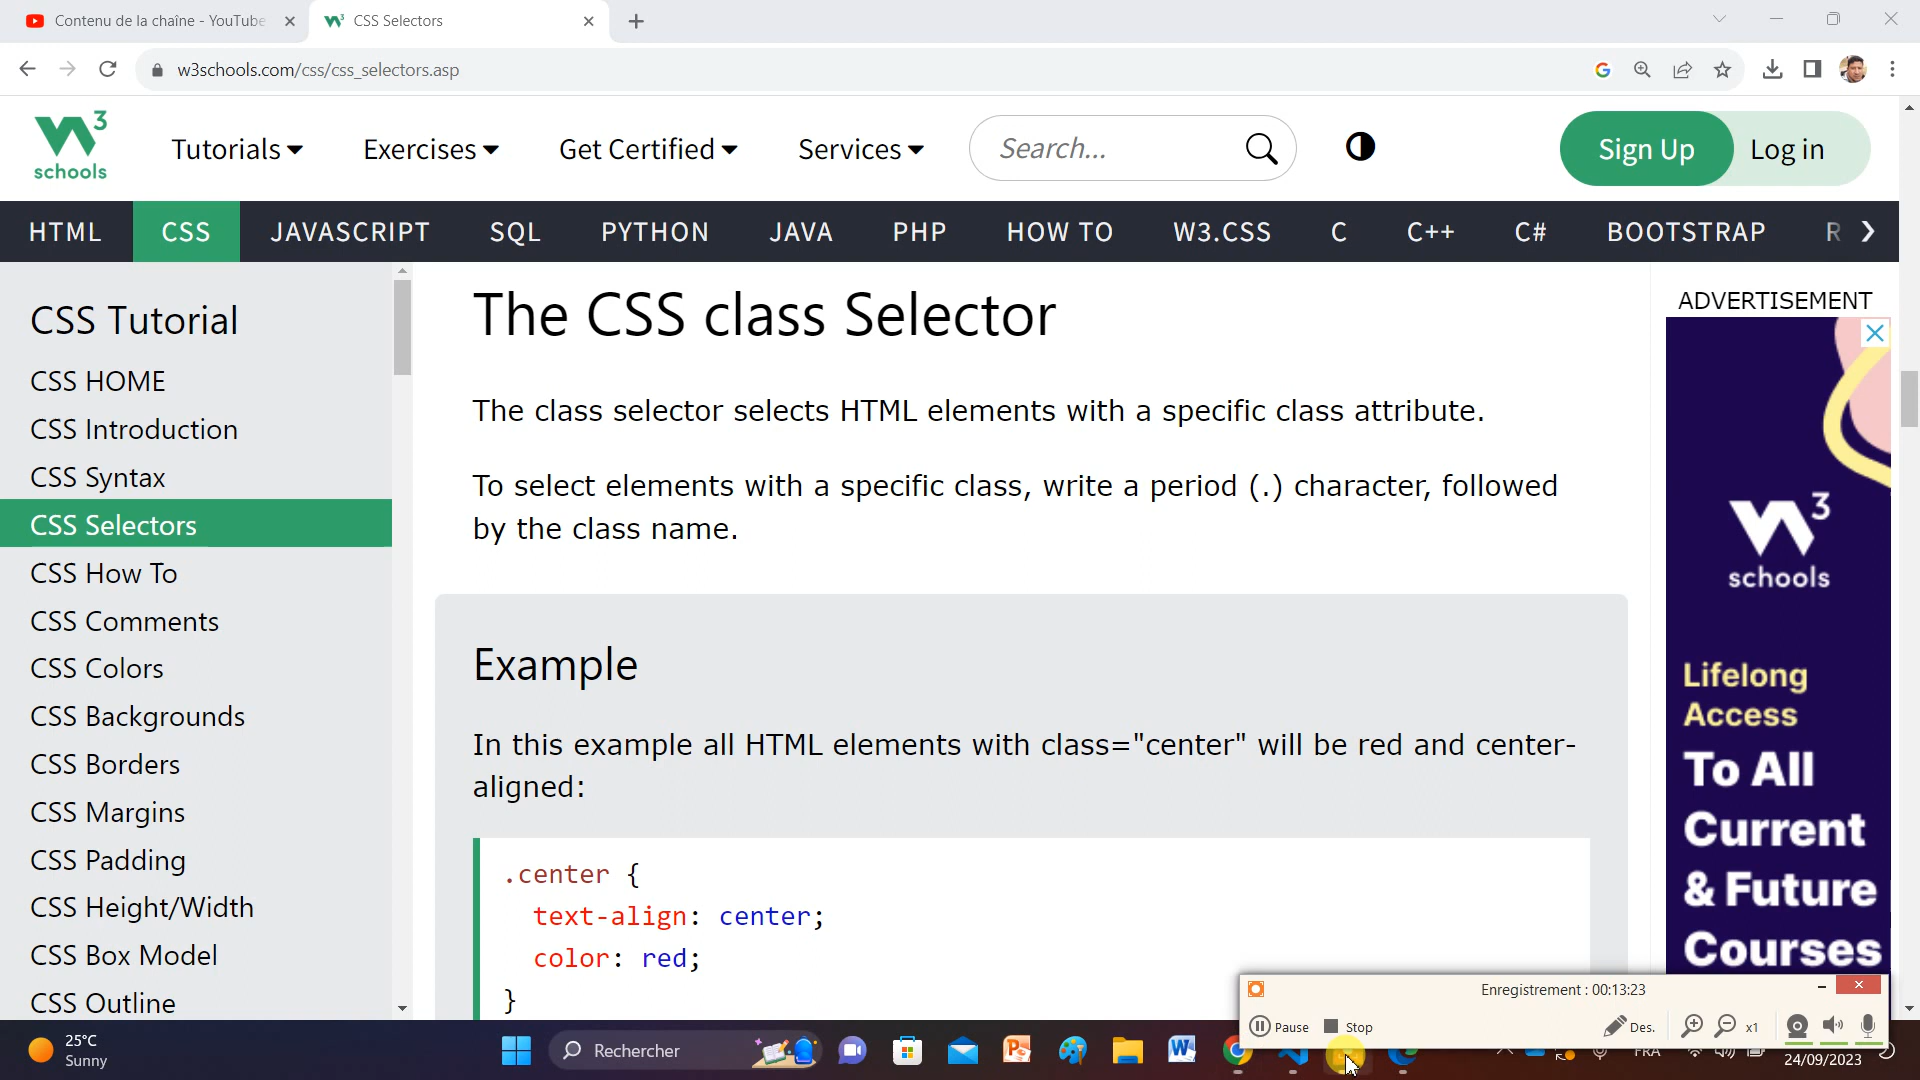 Contenu de la chaîne - YouTube
CSS Selectors
w3schools.com/css/css_selectors.asp
W3
schools
Tutorials
Exercises
Get Certified
Services
Search...
Sign Up
Log in
HTML
CSS
JAVASCRIPT
SQL
PYTHON
JAVA
PHP
HOW TO
W3.CSS
C
C++
C#
BOOTSTRAP
R
CSS Tutorial
CSS HOME
CSS Introduction
CSS Syntax
CSS Selectors
CSS How To
CSS Comments
CSS Colors
CSS Backgrounds
CSS Borders
CSS Margins
CSS Padding
CSS Height/Width
CSS Box Model
CSS Outline
The CSS class Selector
The class selector selects HTML elements with a specific class attribute.
To select elements with a specific class, write a period (.) character, followed
by the class name.
Example
In this example all HTML elements with class="center" will be red and center-
aligned:
.center {
text-align: center;
color: red;
}
ADVERTISEMENT
W3
schools
Lifelong
Access
To All
Current
& Future
Courses
Enregistrement : 00:13:23
Pause
Stop
Des.
x1
25°C
Sunny
Rechercher
FRA
24/09/2023